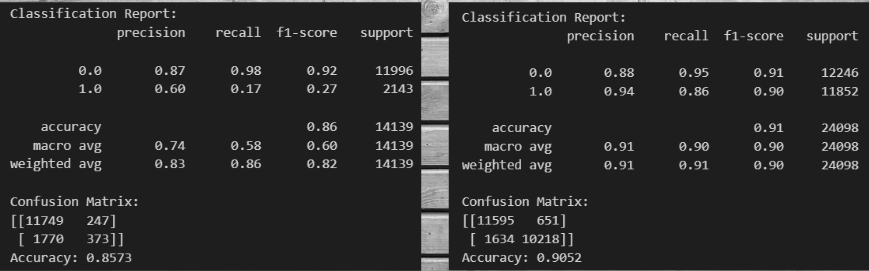 Classification Report:
precision recall f1-score support
0.0 0.87 0.98 0.92 11996
1.0 0.60 0.17 0.27 2143
accuracy 0.86 14139
macro avg 0.74 0.58 0.60 14139
weighted avg 0.83 0.86 0.82 14139
Confusion Matrix:
[[11749 247]
[ 1770 373]]
Accuracy: 0.8573
Classification Report:
precision recall f1-score support
0.0 0.88 0.95 0.91 12246
1.0 0.94 0.86 0.90 11852
accuracy 0.91 24098
macro avg 0.91 0.90 0.90 24098
weighted avg 0.91 0.91 0.90 24098
Confusion Matrix:
[[11595 651]
[ 1634 10218]]
Accuracy: 0.9052